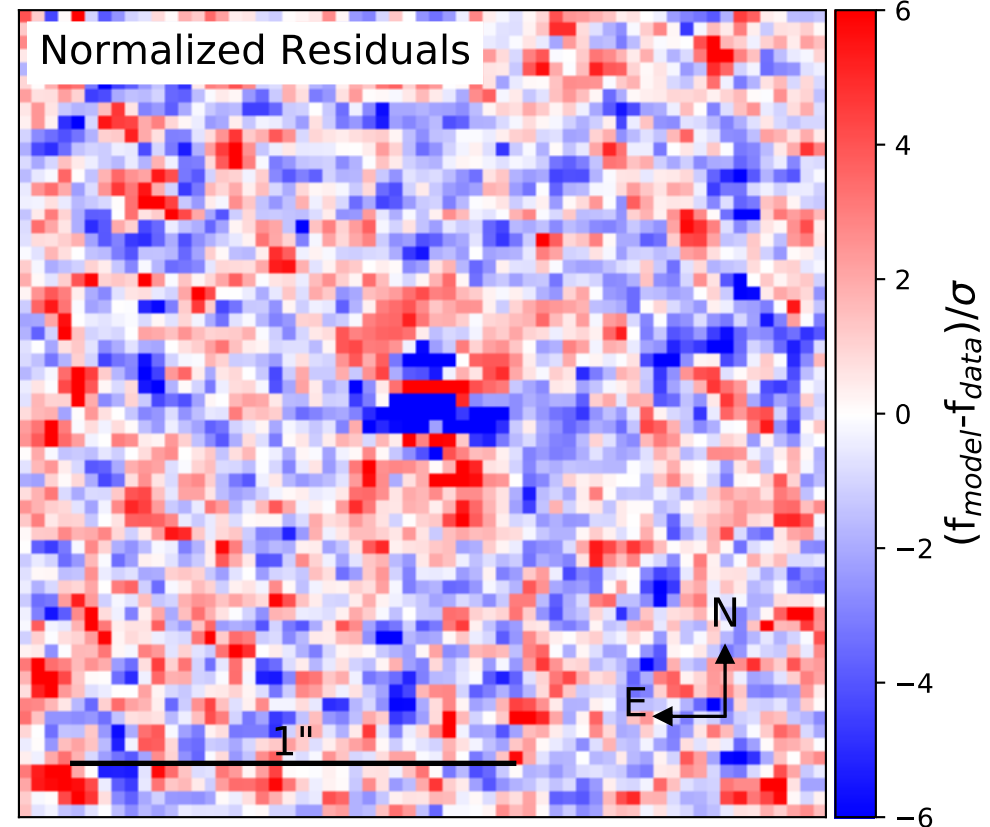 Normalized Residuals
6
4
2
0
−2
−4
−6
(f_model-f_data)/σ
N
E
1"